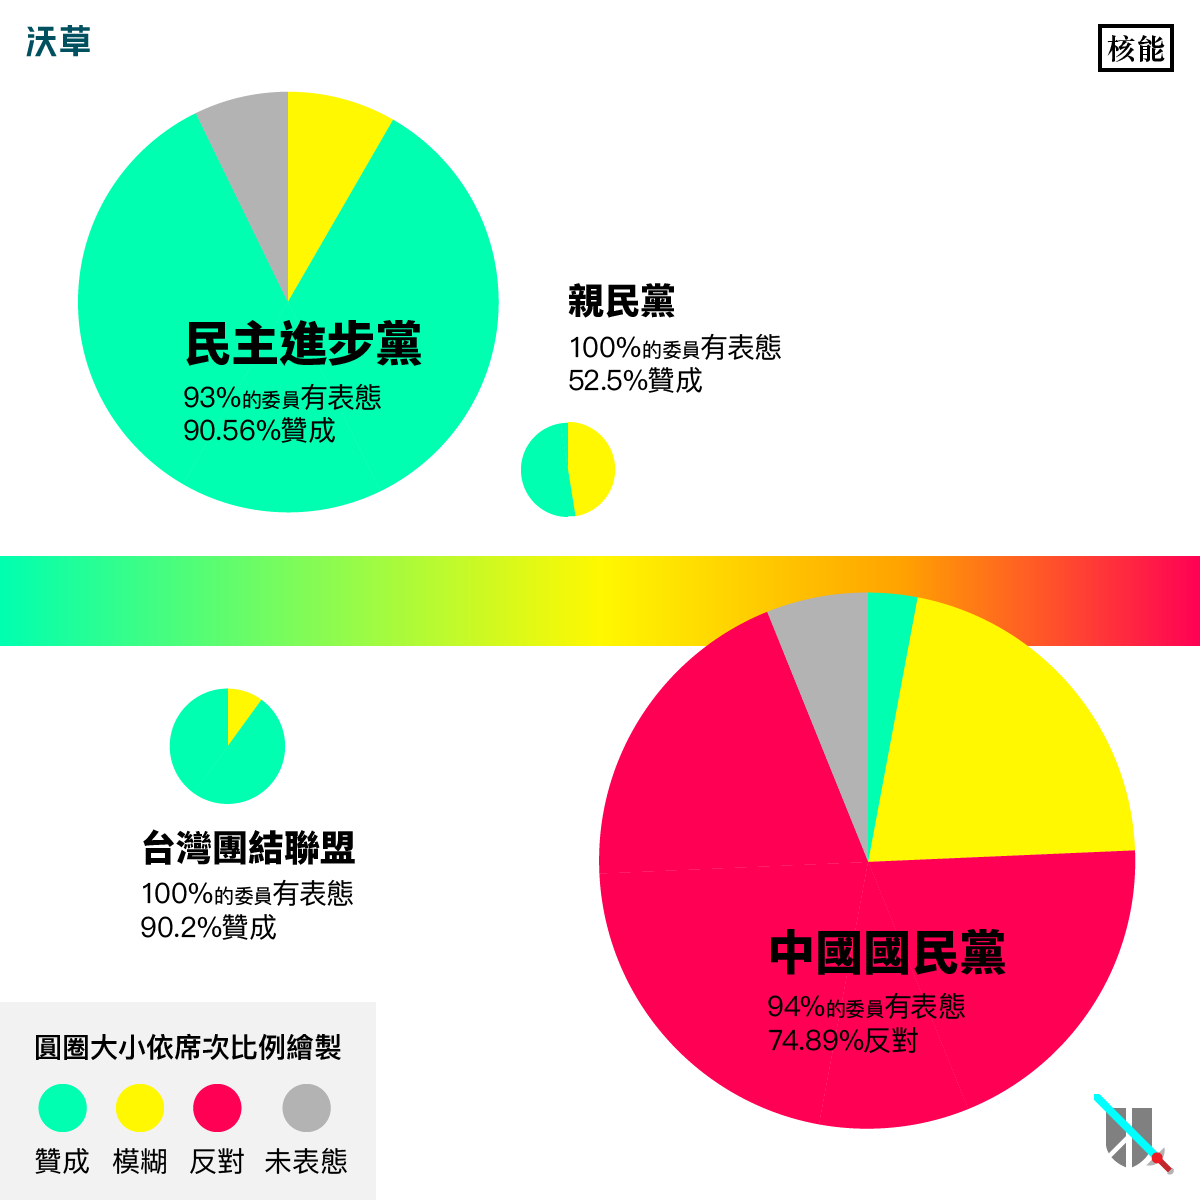 沃草
核能
民主進步黨
93%的委員有表態
90.56%贊成
親民黨
100%的委員有表態
52.5%贊成
台灣團結聯盟
100%的委員有表態
90.2%贊成
中國國民黨
94%的委員有表態
74.89%反對
圓圈大小依席次比例繪製
贊成
模糊
反對
未表態